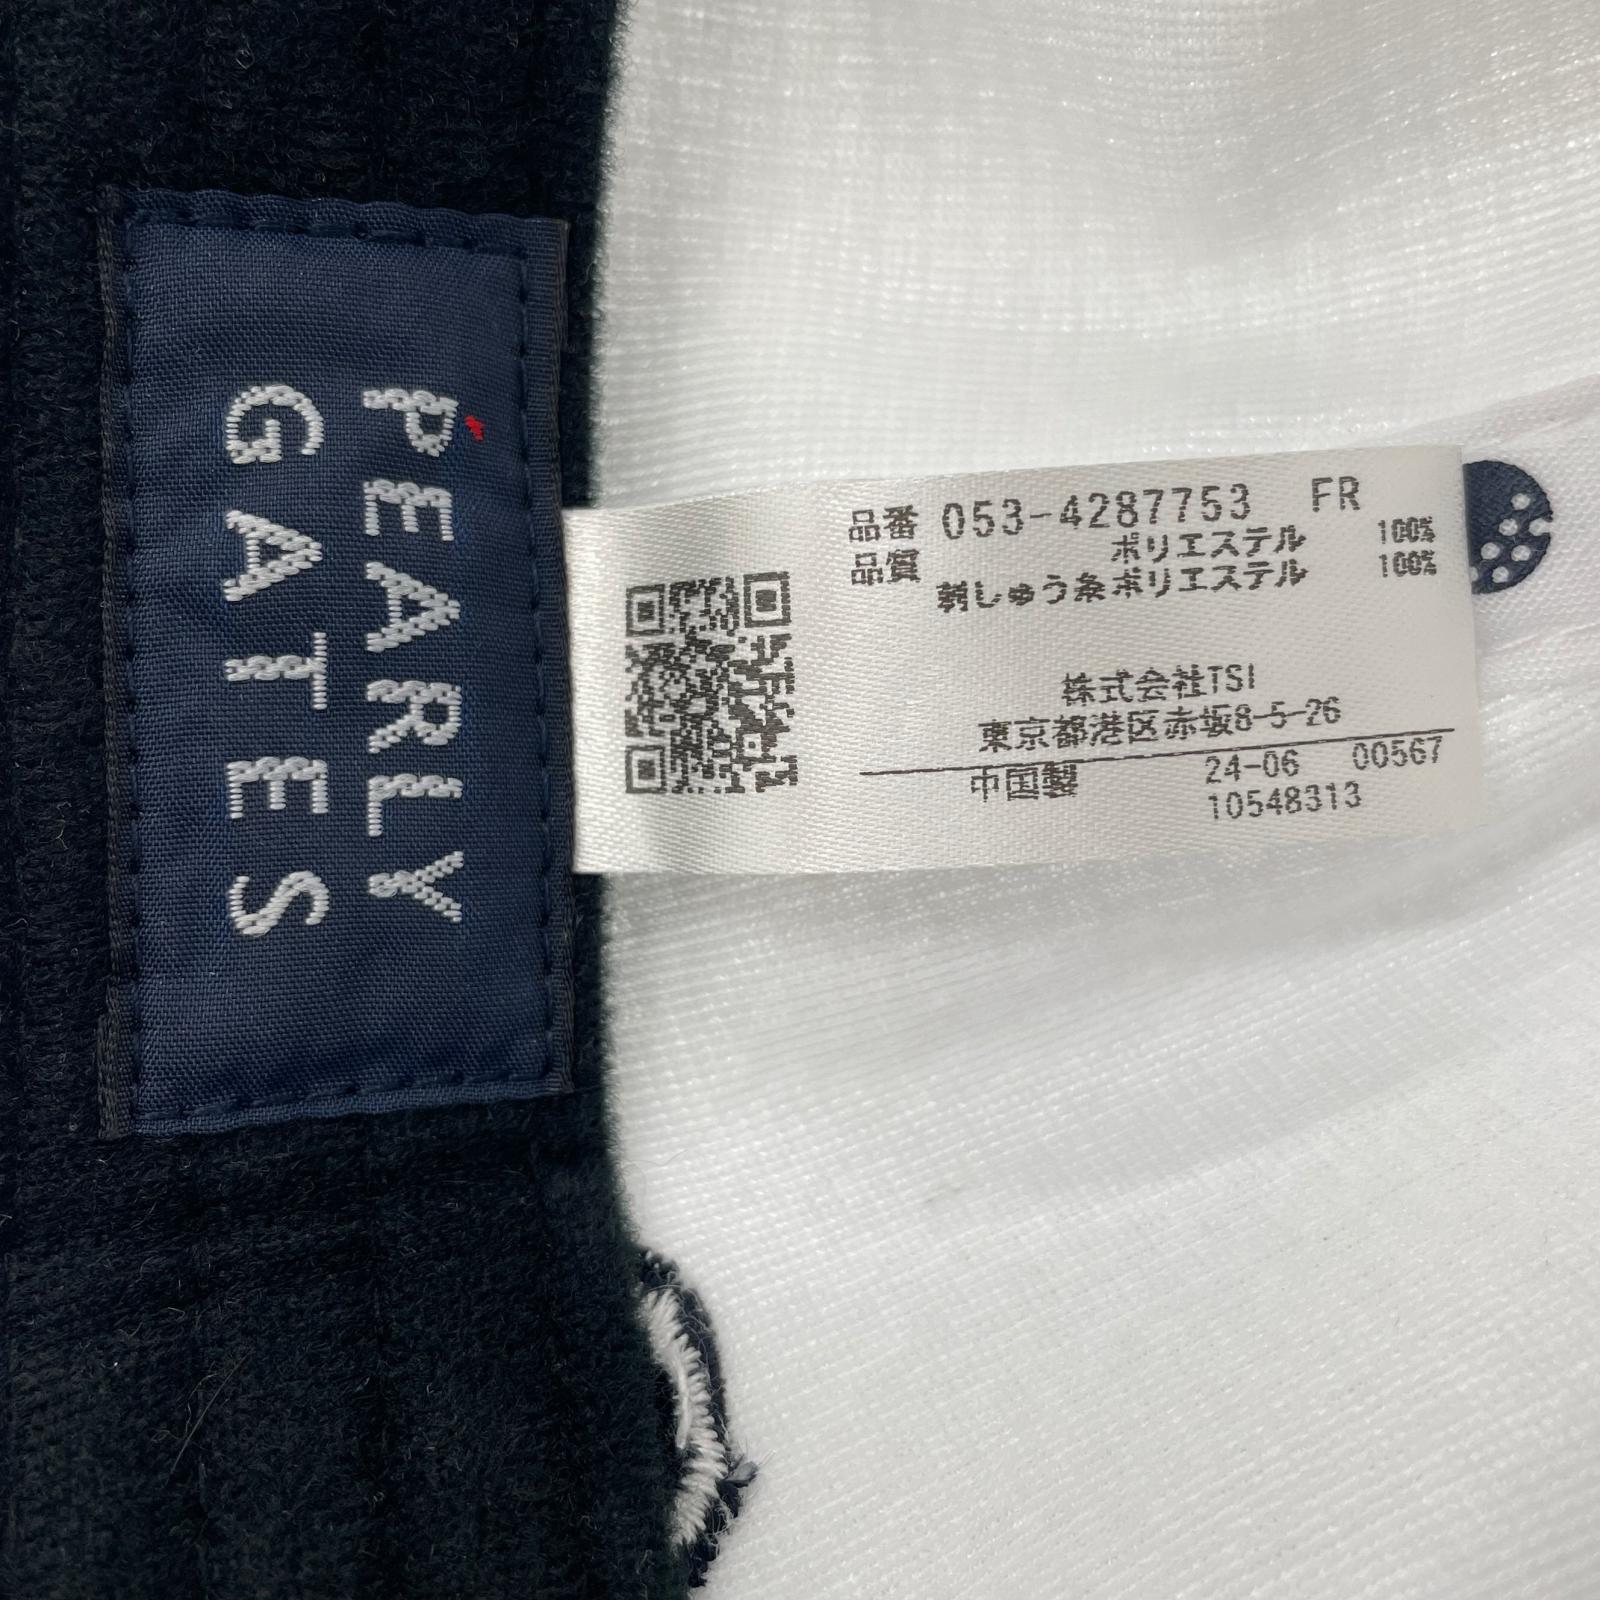 PEARLY
GATES
品番 053-4287753 FR
品質 ポリエステル 100%
刺しゅう糸ポリエステル 100%
株式会社TSI
東京都港区赤坂8-5-26
中国製 24-06 00567
10548313